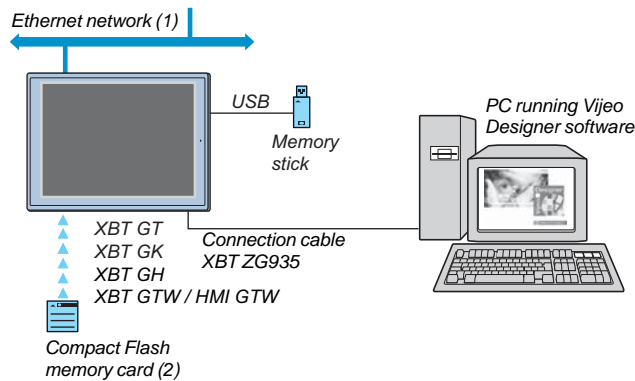 Ethernet network (1)
USB
Memory
stick
PC running Vijeo
Designer software
XBT GT
XBT GK
XBT GH
XBT GTW / HMI GTW
Connection cable
XBT ZG935
Compact Flash
memory card (2)